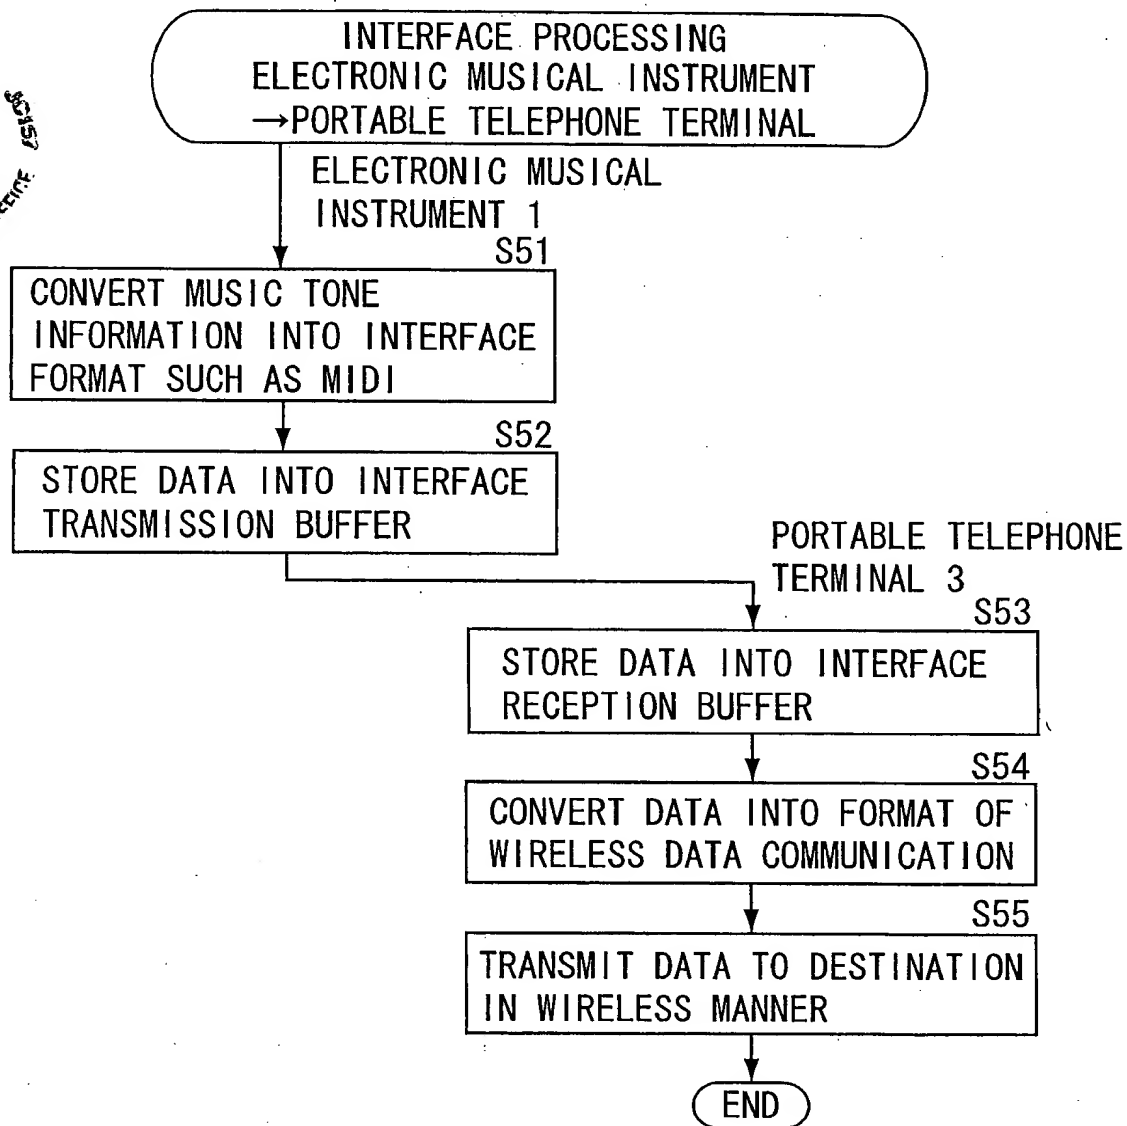 INTERFACE PROCESSING
ELECTRONIC MUSICAL INSTRUMENT
→PORTABLE TELEPHONE TERMINAL
ELECTRONIC MUSICAL
INSTRUMENT 1
S51
CONVERT MUSIC TONE
INFORMATION INTO INTERFACE
FORMAT SUCH AS MIDI
S52
STORE DATA INTO INTERFACE
TRANSMISSION BUFFER
PORTABLE TELEPHONE
TERMINAL 3
S53
STORE DATA INTO INTERFACE
RECEPTION BUFFER
S54
CONVERT DATA INTO FORMAT OF
WIRELESS DATA COMMUNICATION
S55
TRANSMIT DATA TO DESTINATION
IN WIRELESS MANNER
END